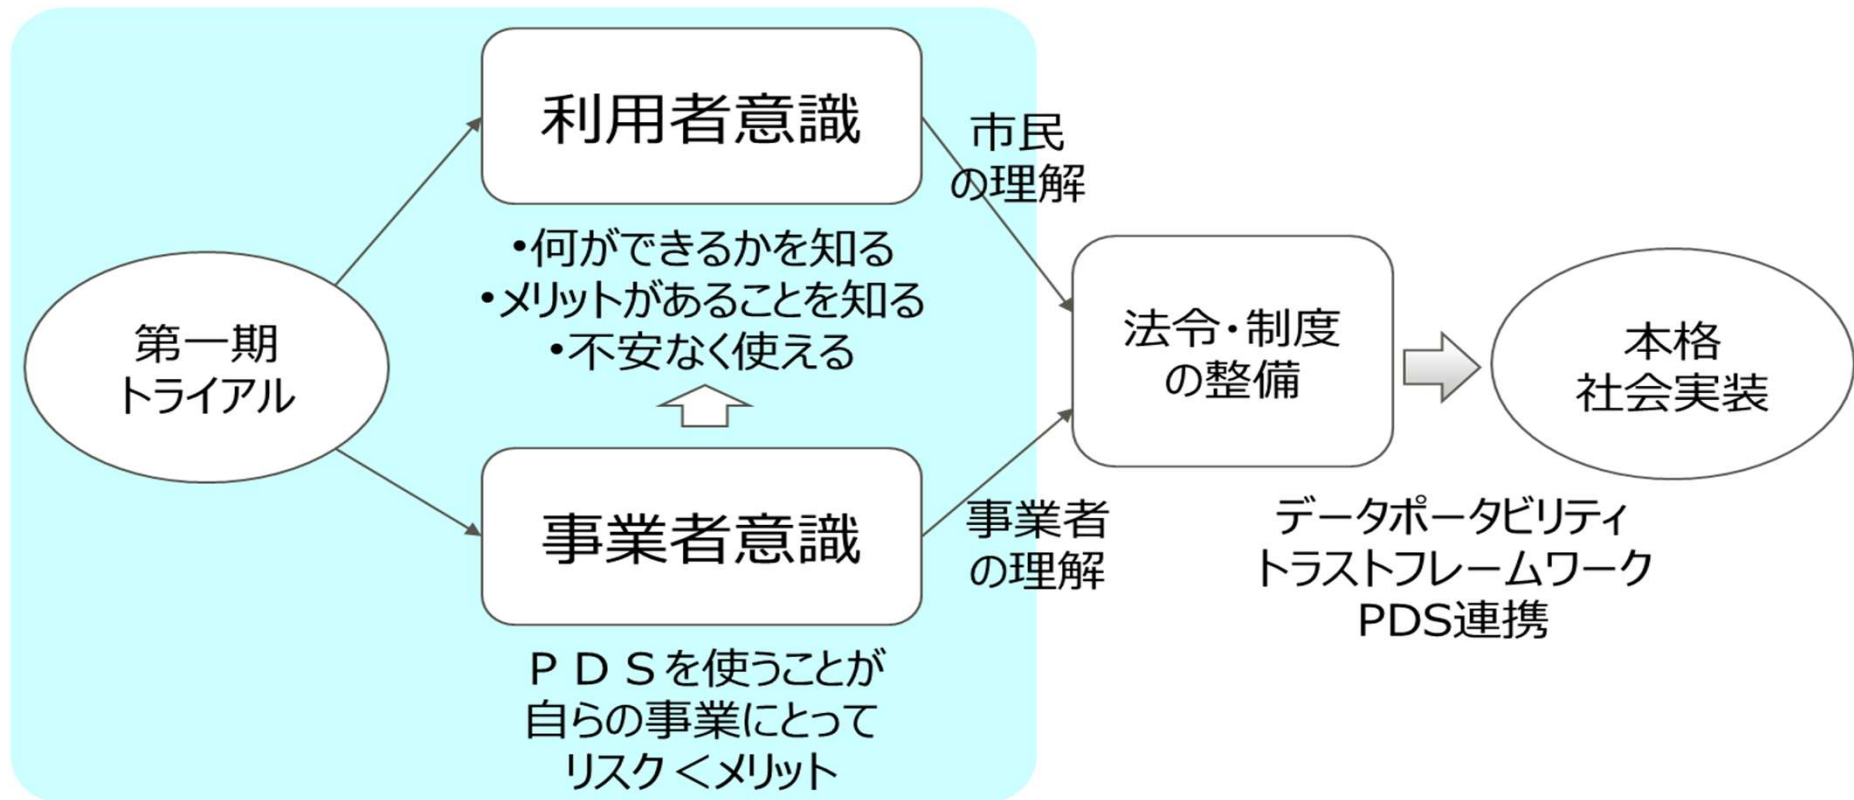 利用者意識
市民
の理解
•何ができるかを知る
•メリットがあることを知る
•不安なく使える
第一期
トライアル
法令・制度
の整備
本格
社会実装
事業者意識
事業者
の理解
データポータビリティ
トラストフレームワーク
PDS連携
ＰＤＳを使うことが
自らの事業にとって
リスク＜メリット